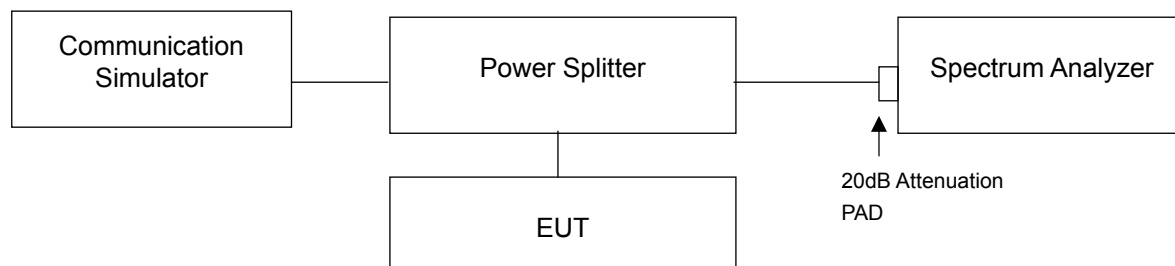 Communication
Simulator
Power Splitter
Spectrum Analyzer
20dB Attenuation
PAD
EUT